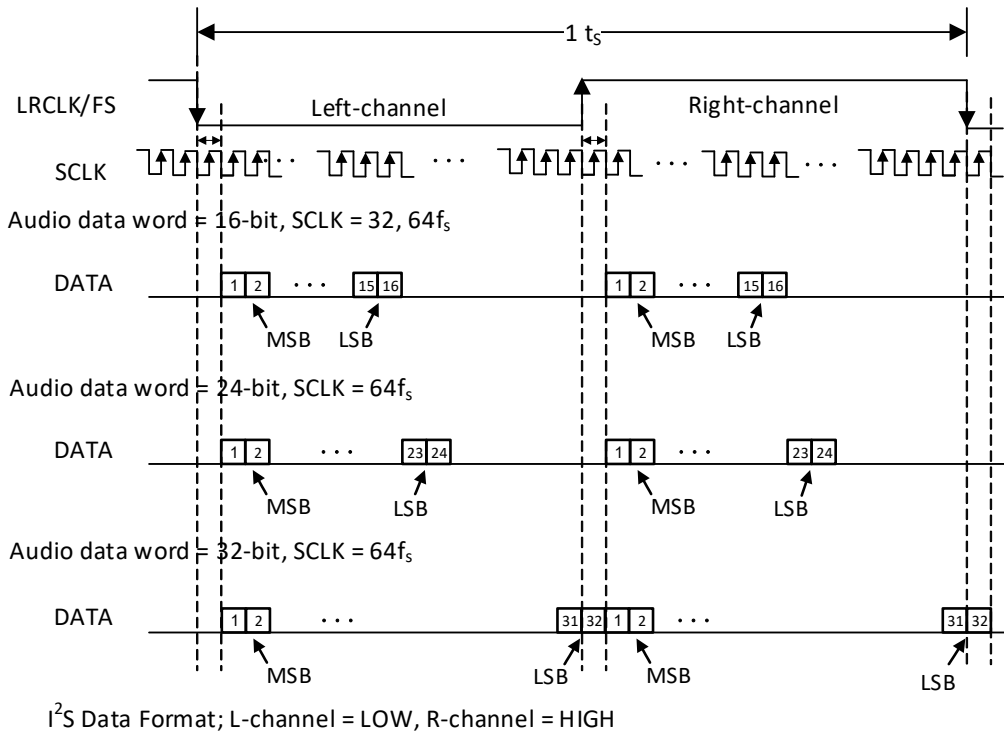 1 tS
LRCLK/FS
Left-channel
Right-channel
SCLK
. . . . . . . . . . . .
Audio data word = 16-bit, SCLK = 32, 64fs
DATA
1 2 . . . 15 16 1 2 . . . 15 16
MSB LSB MSB LSB
Audio data word = 24-bit, SCLK = 64fs
DATA
1 2 . . . 23 24 1 2 . . . 23 24
MSB LSB MSB LSB
Audio data word = 32-bit, SCLK = 64fs
DATA
1 2 . . . 31 32 1 2 . . . 31 32
MSB LSB MSB LSB
I²S Data Format; L-channel = LOW, R-channel = HIGH